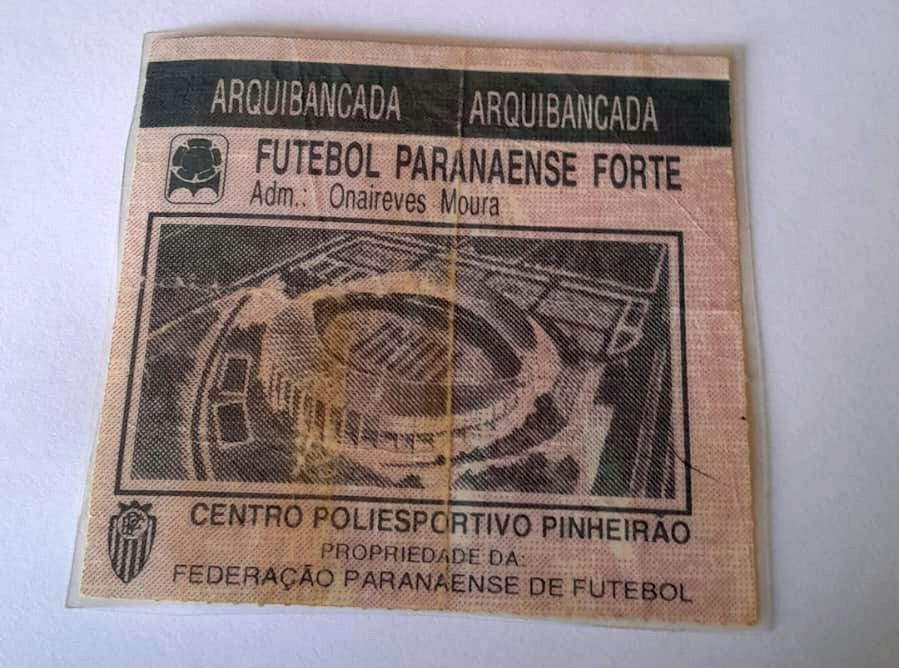 ARQUIBANCADA ARQUIBANCADA
FUTEBOL PARANAENSE FORTE
Adm.: Onaireves Moura
CENTRO POLIESPORTIVO PINHEIRÃO
PROPRIEDADE DA:
FEDERAÇÃO PARANAENSE DE FUTEBOL